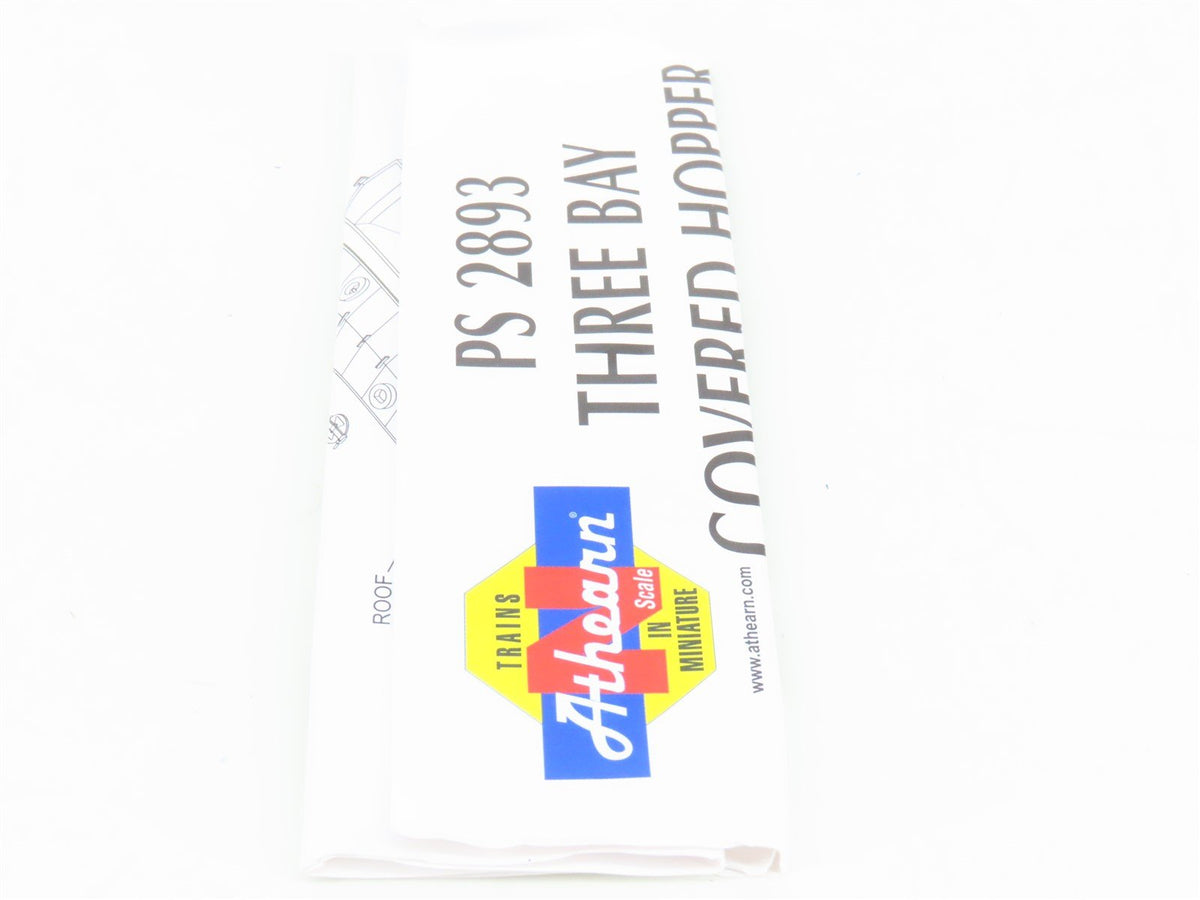 PS 2893
THREE BAY
COVERED HOPPER
TRAINS
Athearn®
N
Scale
IN
MINIATURE
www.athearn.com
ROOF